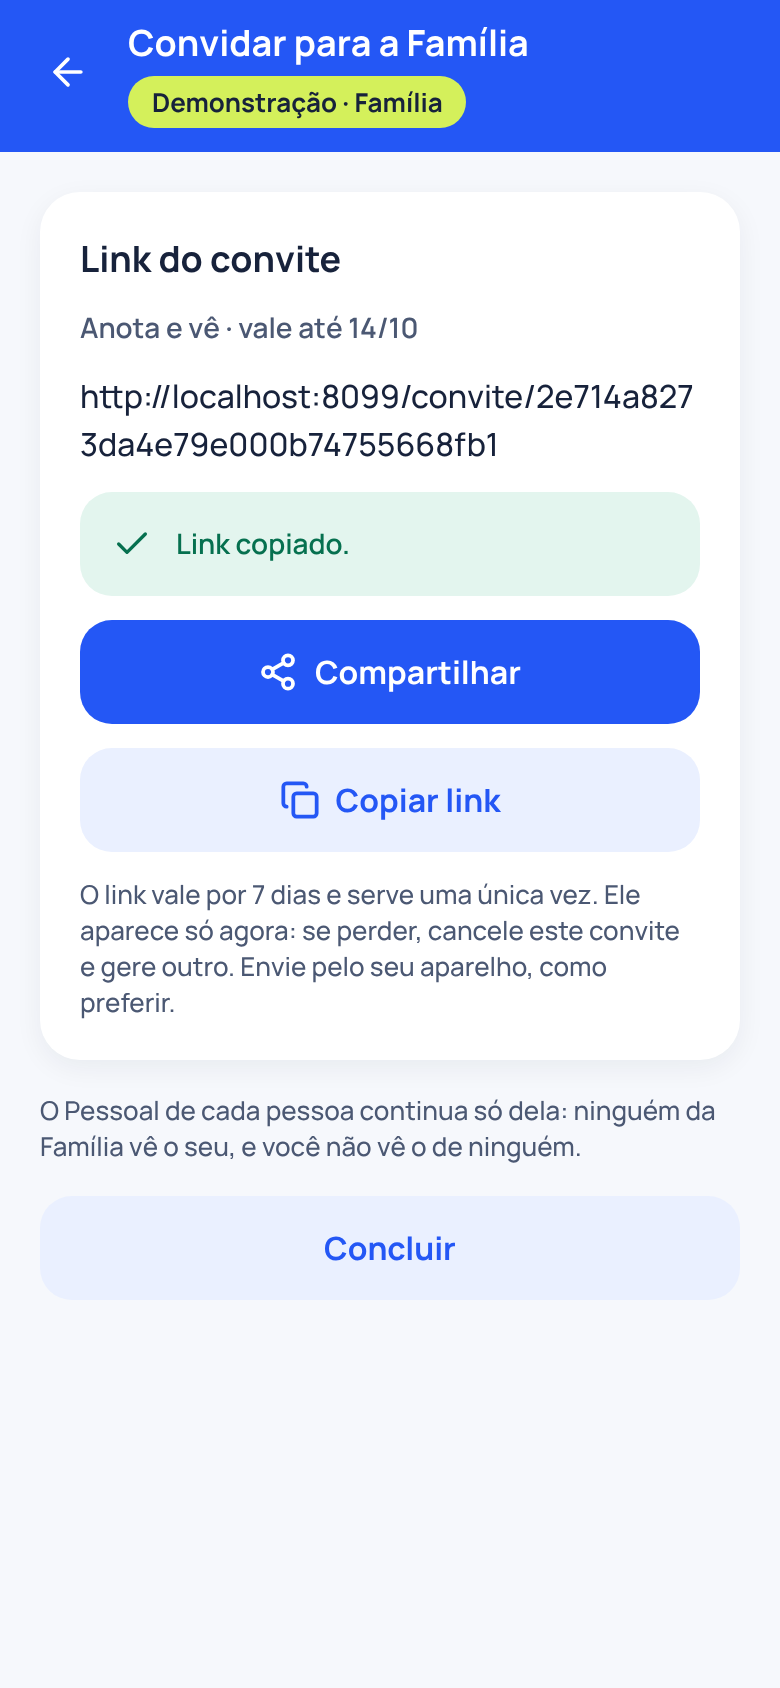 Convidar para a Família
Demonstração · Família
Link do convite
Anota e vê · vale até 14/10
http://localhost:8099/convite/2e714a827
3da4e79e000b74755668fb1
Link copiado.
Compartilhar
Copiar link
O link vale por 7 dias e serve uma única vez. Ele
aparece só agora: se perder, cancele este convite
e gere outro. Envie pelo seu aparelho, como
preferir.
O Pessoal de cada pessoa continua só dela: ninguém da
Família vê o seu, e você não vê o de ninguém.
Concluir